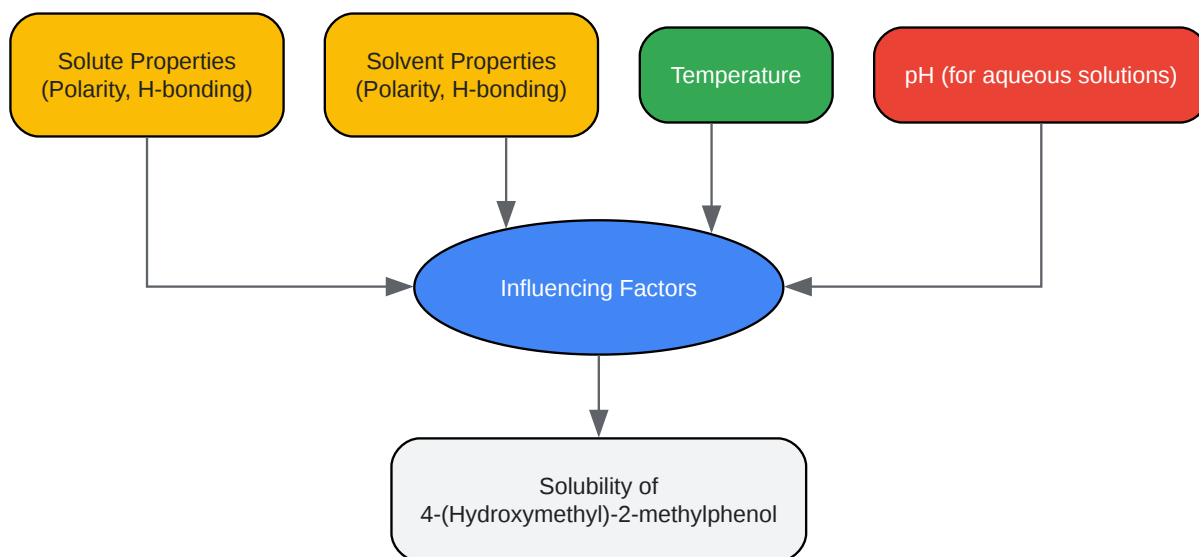 Solute Properties
(Polarity, H-bonding)
Solvent Properties
(Polarity, H-bonding)
Temperature
pH (for aqueous solutions)
Influencing Factors
Solubility of
4-(Hydroxymethyl)-2-methylphenol